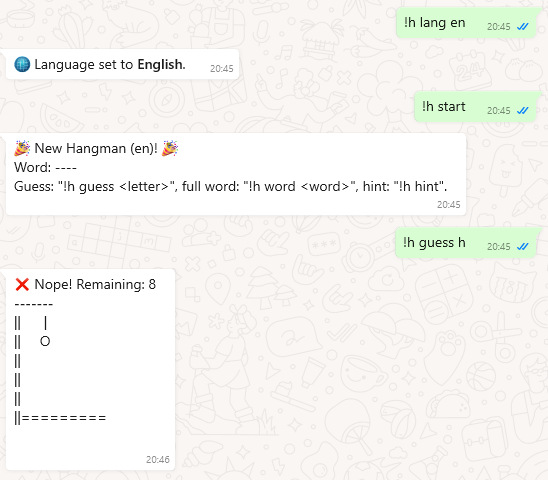 !h lang en 20:45
🌐 Language set to English. 20:45
!h start 20:45
🎉 New Hangman (en)! 🎉
Word: ----
Guess: "!h guess <letter>", full word: "!h word <word>", hint: "!h hint".
20:45
!h guess h 20:45
❌ Nope! Remaining: 8
-------
||      |
||     O
||
||
||
||=========
20:46